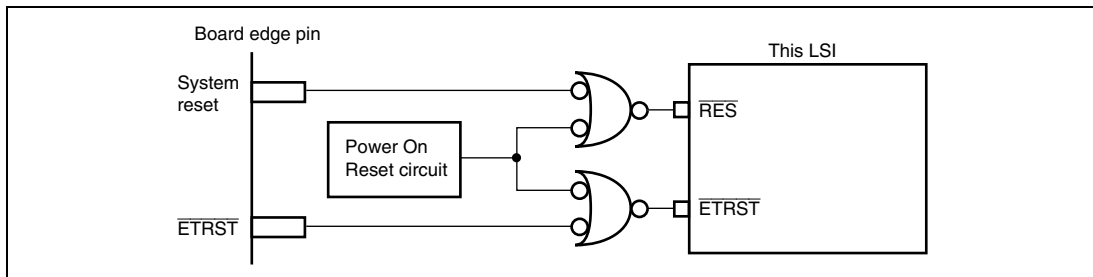 Board edge pin
System
reset
Power On
Reset circuit
ETRST
This LSI
RES
ETRST